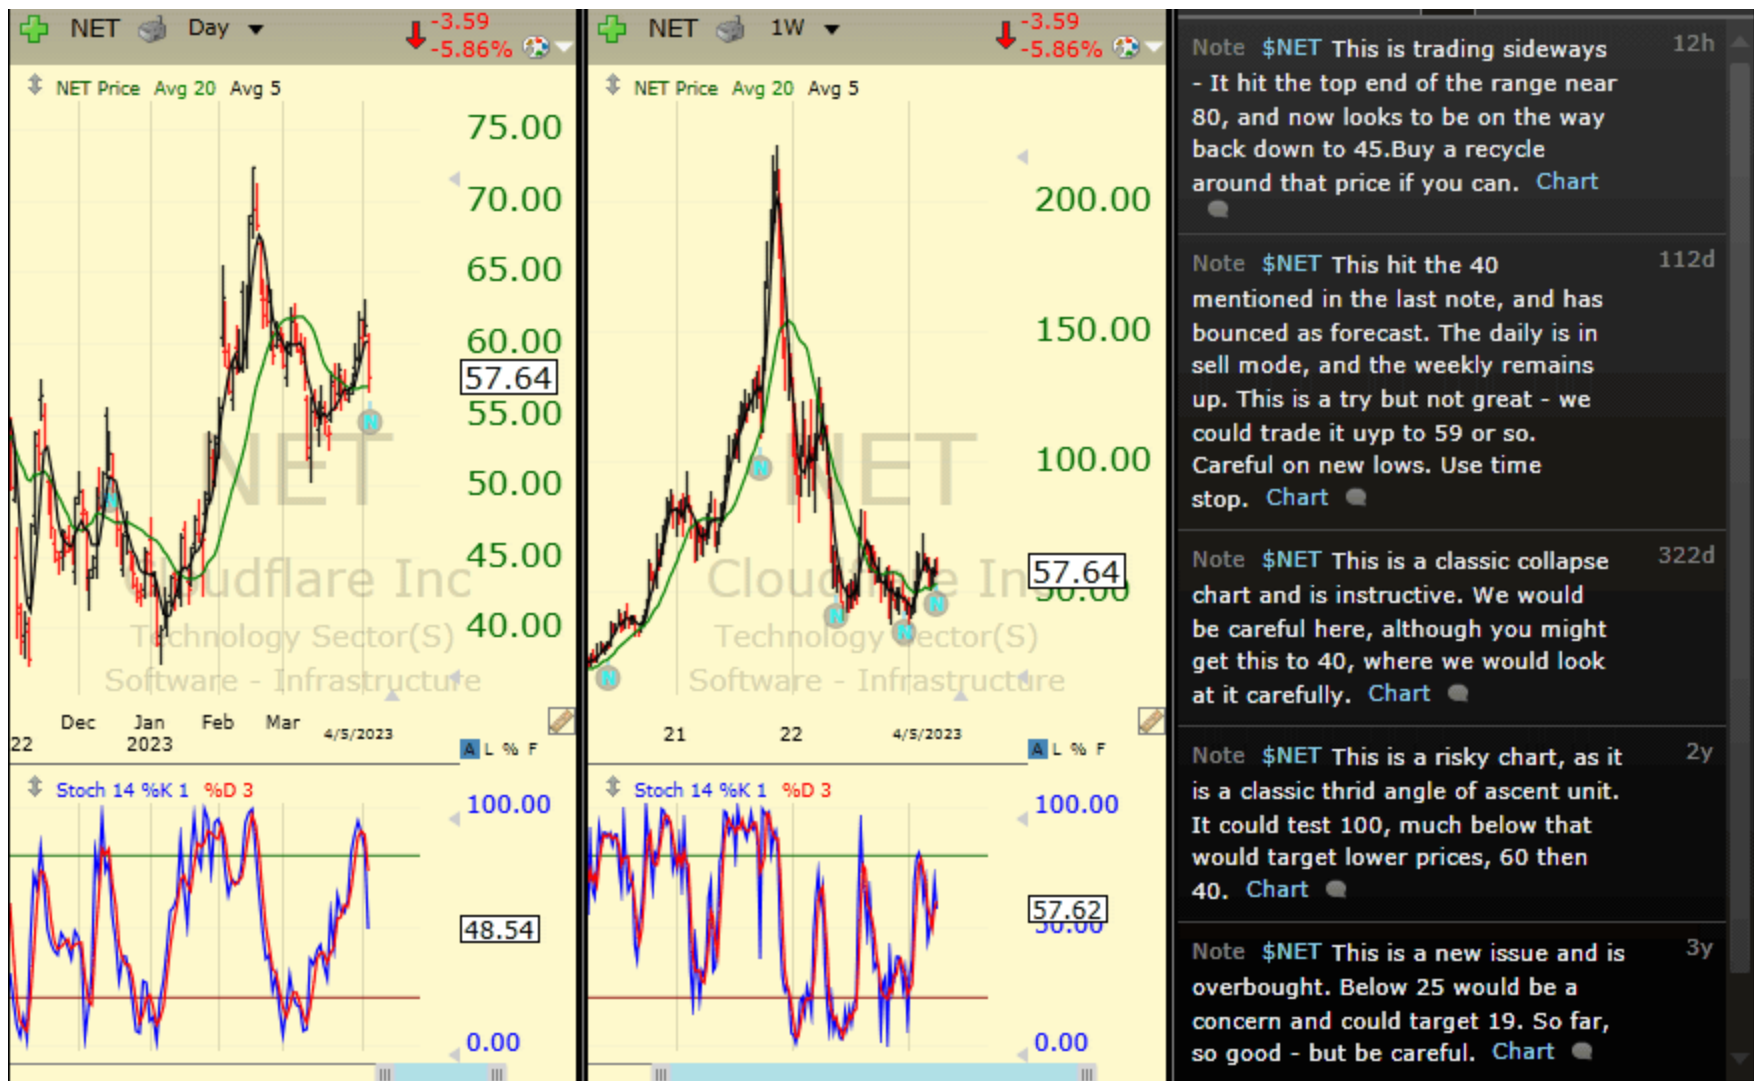 NET Day
-3.59
-5.86%
NET Price Avg 20 Avg 5
75.00
70.00
65.00
60.00
57.64
55.00
50.00
45.00
40.00
N
N
NET
Cloudflare Inc
Technology Sector(S)
Software - Infrastructure
Dec Jan Feb Mar
22 2023 4/5/2023
A L % F
Stoch 14 %K 1 %D 3
100.00
48.54
0.00
NET 1W
-3.59
-5.86%
NET Price Avg 20 Avg 5
200.00
150.00
100.00
57.64
50.00
N
N
N
N
N
NET
Cloudflare Inc
Technology Sector(S)
Software - Infrastructure
21 22 4/5/2023
A L % F
Stoch 14 %K 1 %D 3
100.00
57.62
50.00
0.00
Note $NET This is trading sideways 12h
- It hit the top end of the range near
80, and now looks to be on the way
back down to 45.Buy a recycle
around that price if you can. Chart
Note $NET This hit the 40 112d
mentioned in the last note, and has
bounced as forecast. The daily is in
sell mode, and the weekly remains
up. This is a try but not great - we
could trade it uyp to 59 or so.
Careful on new lows. Use time
stop. Chart
Note $NET This is a classic collapse 322d
chart and is instructive. We would
be careful here, although you might
get this to 40, where we would look
at it carefully. Chart
Note $NET This is a risky chart, as it 2y
is a classic thrid angle of ascent unit.
It could test 100, much below that
would target lower prices, 60 then
40. Chart
Note $NET This is a new issue and is 3y
overbought. Below 25 would be a
concern and could target 19. So far,
so good - but be careful. Chart